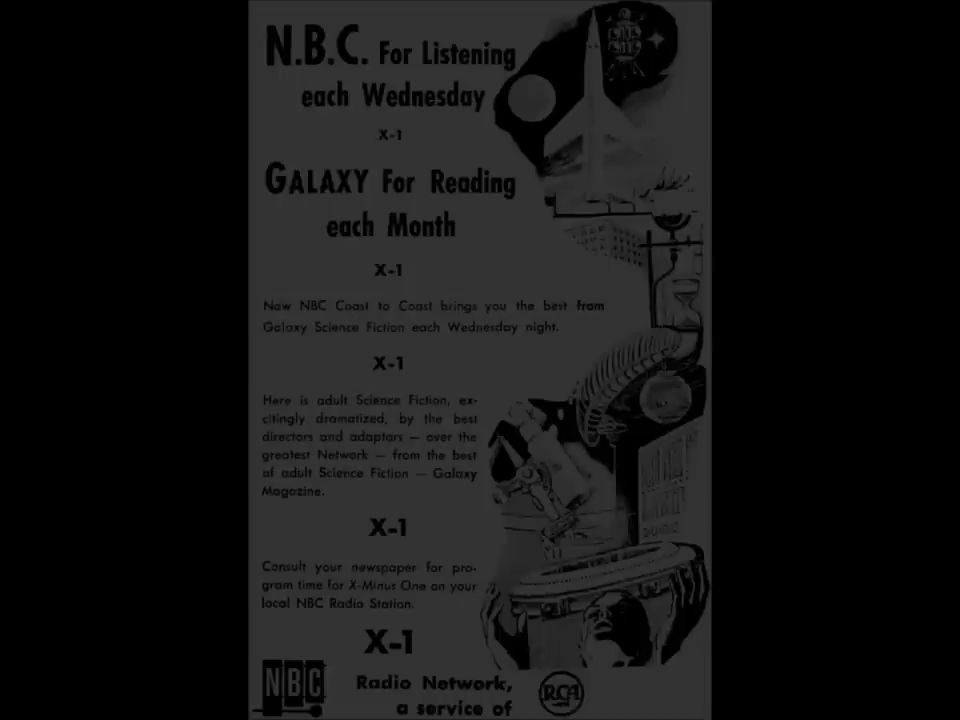 N.B.C. For Listening
each Wednesday
X-1
GALAXY For Reading
each Month
X-1
Now NBC Coast to Coast brings you the best from
Galaxy Science Fiction each Wednesday night.
X-1
Here is adult Science Fiction, ex-
citingly dramatized, by the best
directors and adaptors — over the
greatest Network — from the best
of adult Science Fiction — Galaxy
Magazine.
X-1
Consult your newspaper for pro-
gram time for X-Minus One on your
local NBC Radio Station.
X-1
NBC Radio Network,
a service of RCA